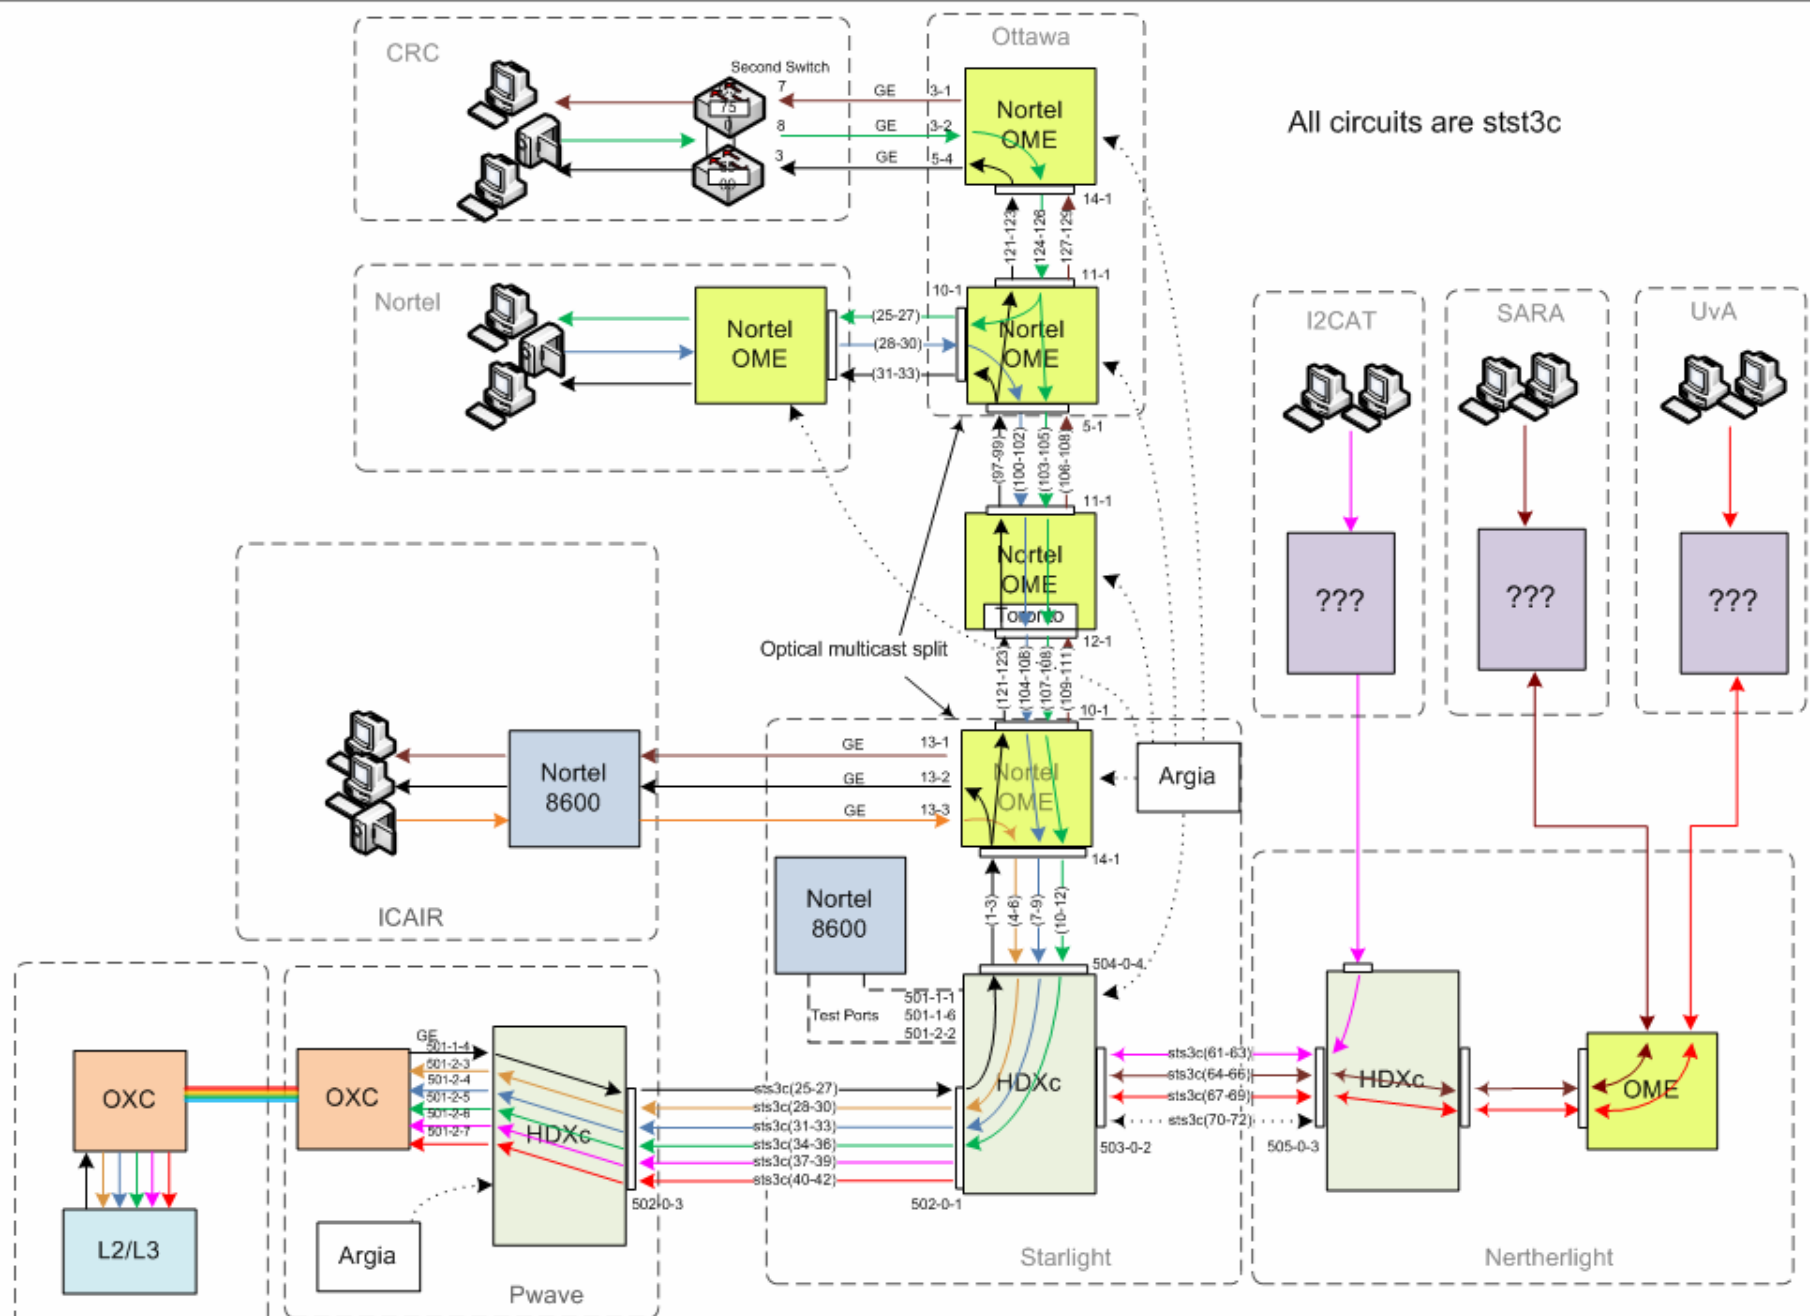 CRC
Second Switch
7
8
3
75
0
GE
GE
GE
3-1
3-2
5-4
Ottawa
Nortel
OME
14-1
All circuits are stst3c
121-123
124-126
127-129
11-1
Nortel
Nortel
OME
(25-27)
(28-30)
(31-33)
10-1
Nortel
OME
5-1
(97-99)
(100-102)
(103-105)
(106-108)
11-1
Nortel
OME
Toronto
12-1
Optical multicast split
(121-123)
(104-106)
(107-108)
(109-111)
10-1
I2CAT
???
SARA
???
UvA
???
Nortel
8600
ICAIR
GE
GE
GE
13-1
13-2
13-3
Nortel
OME
14-1
Argia
Nortel
8600
(1-3)
(4-6)
(7-9)
(10-12)
504-0-4
501-1-1
Test Ports
501-1-6
501-2-2
OXC
L2/L3
OXC
GE
501-1-4
501-2-3
501-2-4
501-2-5
501-2-6
501-2-7
HDXc
Argia
Pwave
502-0-3
sts3c(25-27)
sts3c(28-30)
sts3c(31-33)
sts3c(34-36)
sts3c(37-39)
sts3c(40-42)
502-0-1
HDXc
Starlight
sts3c(61-63)
sts3c(64-66)
sts3c(67-69)
sts3c(70-72)
503-0-2
505-0-3
HDXc
OME
Nertherlight